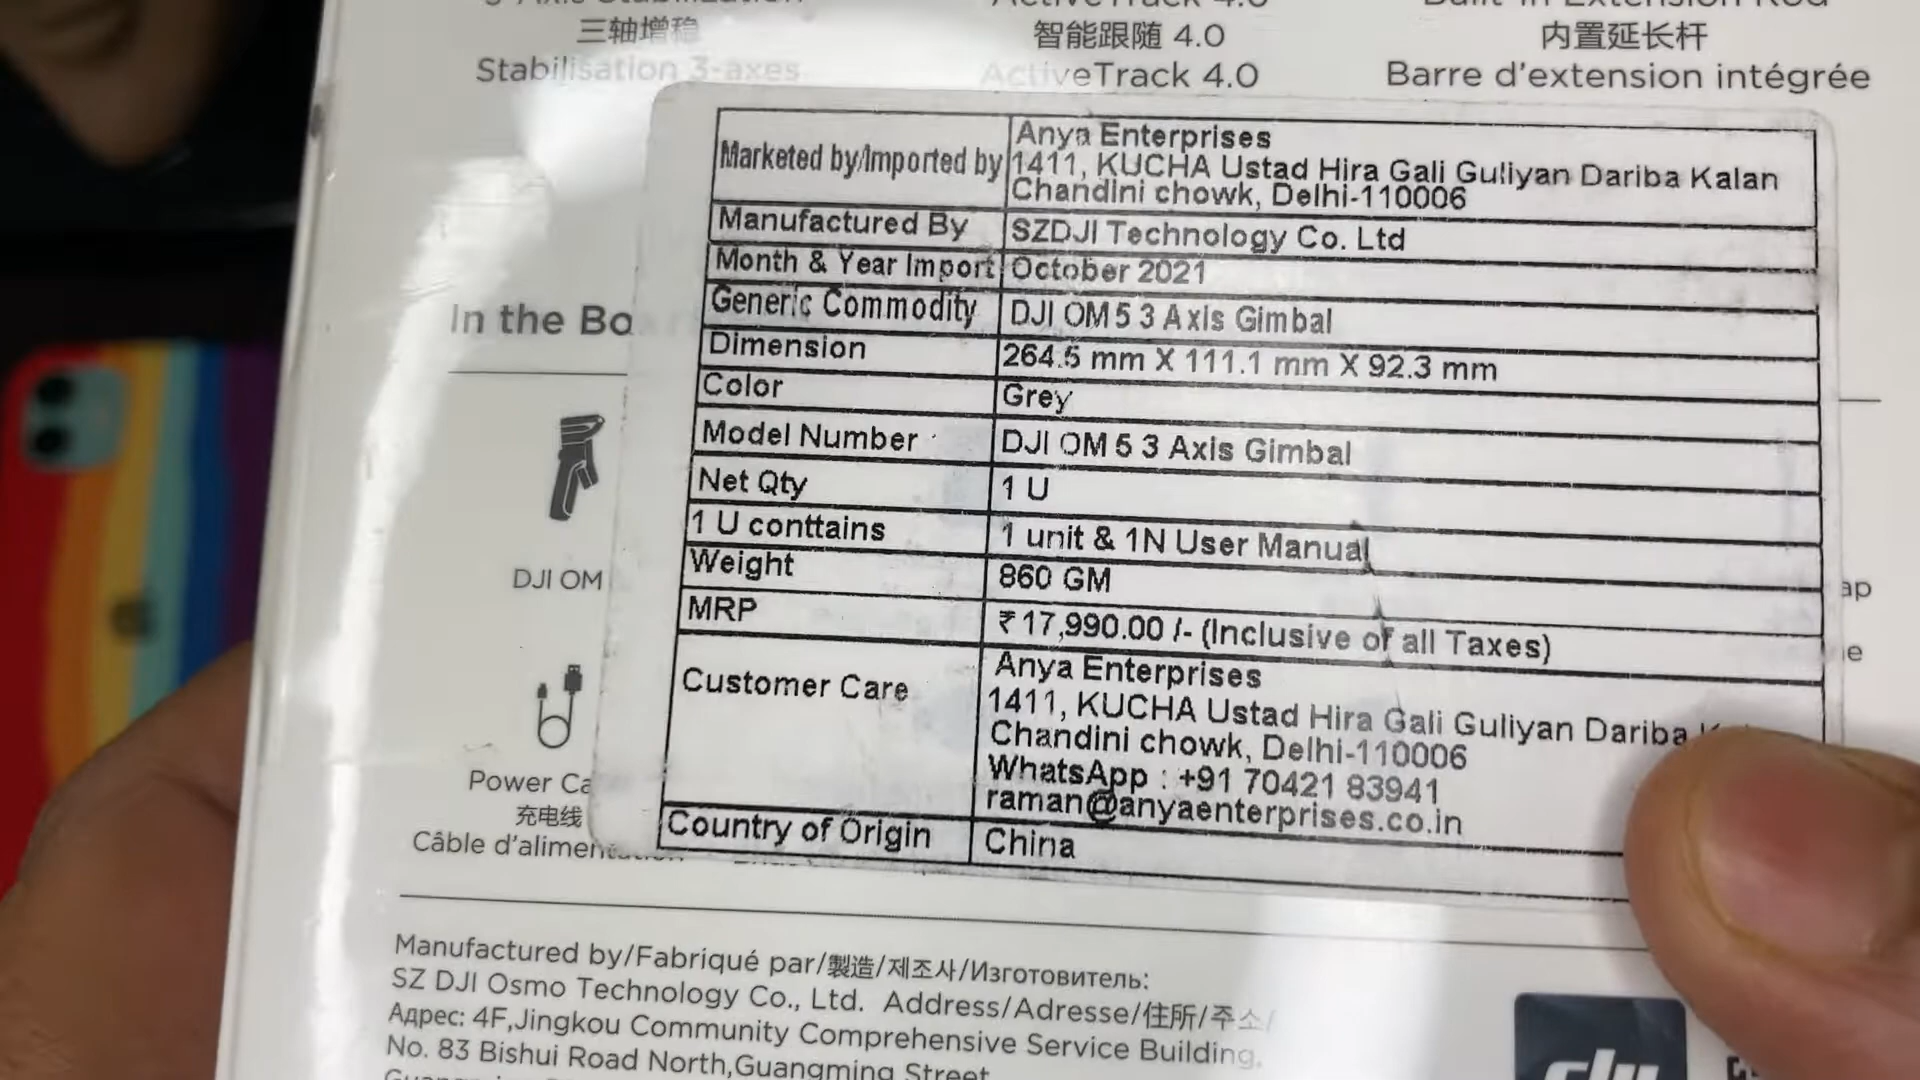 三轴增稳
智能跟随 4.0
内置延长杆
Stabilisation 3-axes
ActiveTrack 4.0
Barre d'extension intégrée
Marketed by/Imported by
Anya Enterprises
1411, KUCHA Ustad Hira Gali Guliyan Dariba Kalan
Chandini chowk, Delhi-110006
Manufactured By
SZDJI Technology Co. Ltd
Month & Year Import
October 2021
Generic Commodity
DJI OM 5 3 Axis Gimbal
Dimension
264.5 mm X 111.1 mm X 92.3 mm
Color
Grey
Model Number
DJI OM 5 3 Axis Gimbal
Net Qty
1 U
1 U conttains
1 unit & 1N User Manual
Weight
860 GM
MRP
₹ 17,990.00 /- (Inclusive of all Taxes)
Customer Care
Anya Enterprises
1411, KUCHA Ustad Hira Gali Guliyan Dariba
Chandini chowk, Delhi-110006
WhatsApp : +91 70421 83941
raman@anyaenterprises.co.in
Country of Origin
China
In the
DJI OM
Power
充电线
Câble
Manufactured by/Fabriqué par/製造/제조사/Изготовитель:
SZ DJI Osmo Technology Co., Ltd. Address/Adresse/住所/주소/
Адрес: 4F,Jingkou Community Comprehensive Service Building,
No. 83 Bishui Road North,Guangming Street
dji